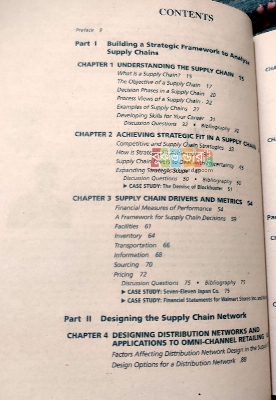 CONTENTS
Preface 9
Part I Building a Strategic Framework to Analyze
Supply Chains
CHAPTER 1 UNDERSTANDING THE SUPPLY CHAIN 15
What Is a Supply Chain? 15
The Objective of a Supply Chain 17
Decision Phases in a Supply Chain 20
Process Views of a Supply Chain 22
Examples of Supply Chains 27
Developing Skills for Your Career 31
Discussion Questions 32 • Bibliography
CHAPTER 2 ACHIEVING STRATEGIC FIT IN A SUPPLY CHAIN
Competitive and Supply Chain Strategies 33
How Is Strategic
Supply Chain 45
Expanding Strategic Scope
Discussion Questions 50 • Bibliography 51
► CASE STUDY: The Demise of Blockbuster 51
CHAPTER 3 SUPPLY CHAIN DRIVERS AND METRICS 54
Financial Measures of Performance 54
A Framework for Supply Chain Decisions 59
Facilities 61
Inventory 64
Transportation 66
Information 68
Sourcing 70
Pricing 72
Discussion Questions 75 • Bibliography 75
► CASE STUDY: Seven-Eleven Japan Co. 75
► CASE STUDY: Financial Statements for Walmart Stores Inc. and
Part II Designing the Supply Chain Network
CHAPTER 4 DESIGNING DISTRIBUTION NETWORKS AND
APPLICATIONS TO OMNI-CHANNEL RETAILING
Factors Affecting Distribution Network Design in the Supply
Design Options for a Distribution Network 88